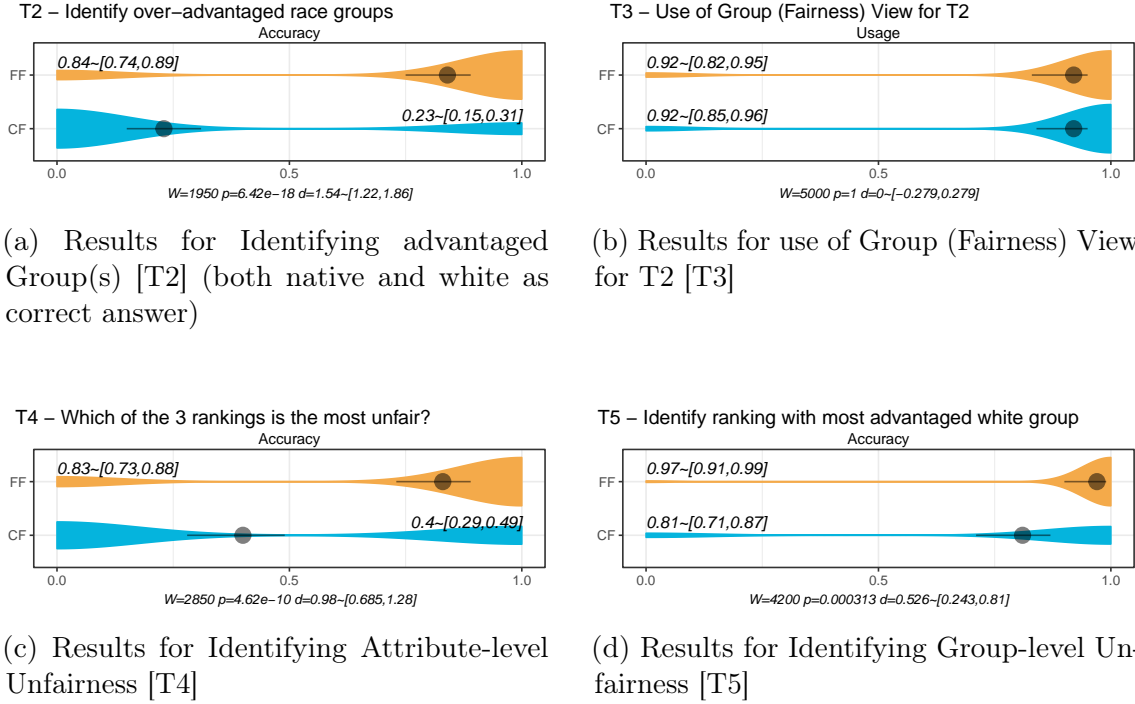 T2 – Identify over–advantaged race groups
Accuracy
0.84~[0.74,0.89]
FF
0.23~[0.15,0.31]
CF
0.0 0.5 1.0
W=1950 p=6.42e−18 d=1.54~[1.22,1.86]
(a) Results for Identifying advantaged
Group(s) [T2] (both native and white as
correct answer)
T3 – Use of Group (Fairness) View for T2
Usage
0.92~[0.82,0.95]
FF
0.92~[0.85,0.96]
CF
0.0 0.5 1.0
W=5000 p=1 d=0~[−0.279,0.279]
(b) Results for use of Group (Fairness) View
for T2 [T3]
T4 – Which of the 3 rankings is the most unfair?
Accuracy
0.83~[0.73,0.88]
FF
0.4~[0.29,0.49]
CF
0.0 0.5 1.0
W=2850 p=4.62e−10 d=0.98~[0.685,1.28]
(c) Results for Identifying Attribute-level
Unfairness [T4]
T5 – Identify ranking with most advantaged white group
Accuracy
0.97~[0.91,0.99]
FF
0.81~[0.71,0.87]
CF
0.0 0.5 1.0
W=4200 p=0.000313 d=0.526~[0.243,0.81]
(d) Results for Identifying Group-level Un-
fairness [T5]